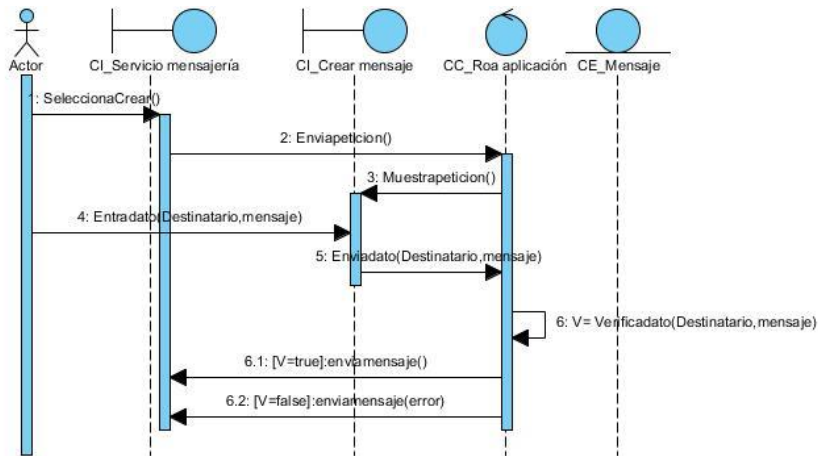 Actor
CI_Servicio mensajería
CI_Crear mensaje
CC_Roa aplicación
CE_Mensaje
1: SeleccionaCrear()
2: Enviapeticion()
3: Muestrapeticion()
4: Entradato(Destinatario,mensaje)
5: Enviadato(Destinatario,mensaje)
6: V= Verificadato(Destinatario,mensaje)
6.1: [V=true]:enviamensaje()
6.2: [V=false]:enviamensaje(error)